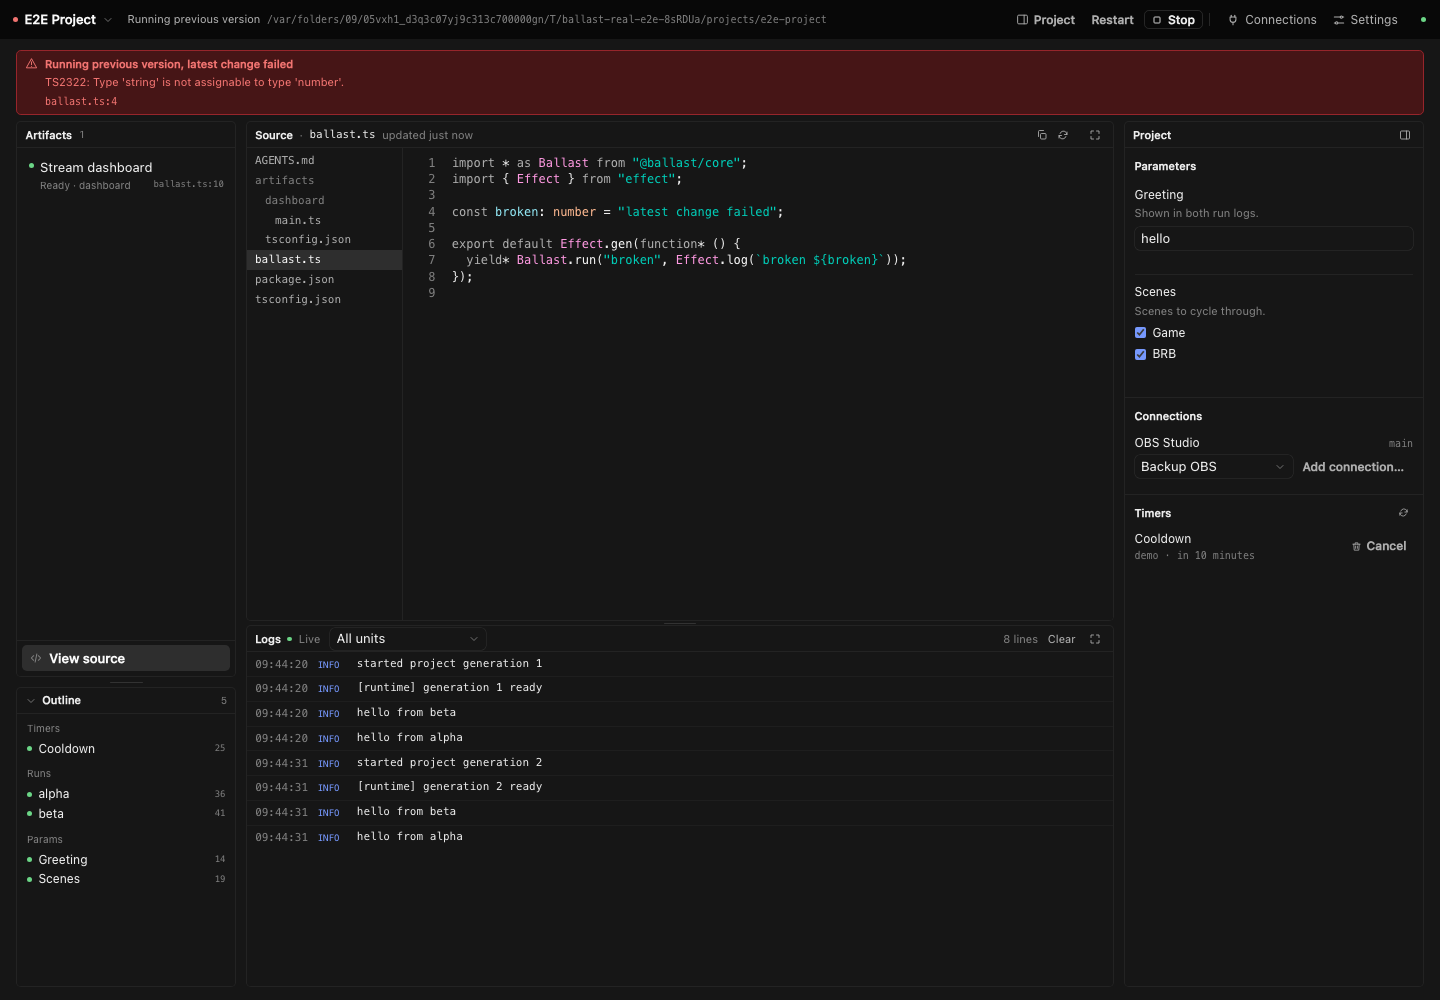 E2E Project Running previous version /var/folders/09/05vxh1_d3q3c07yj9c313c700000gn/T/ballast-real-e2e-8sRDUa/projects/e2e-project Project Restart Stop Connections Settings
Running previous version, latest change failed
TS2322: Type 'string' is not assignable to type 'number'.
ballast.ts:4
Artifacts 1
Stream dashboard
Ready · dashboard ballast.ts:10
View source
Outline 5
Timers
Cooldown 25
Runs
alpha 36
beta 41
Params
Greeting 14
Scenes 19
Source · ballast.ts updated just now
AGENTS.md
artifacts
dashboard
main.ts
tsconfig.json
ballast.ts
package.json
tsconfig.json
1 import * as Ballast from "@ballast/core";
2 import { Effect } from "effect";
3
4 const broken: number = "latest change failed";
5
6 export default Effect.gen(function* () {
7 yield* Ballast.run("broken", Effect.log(`broken ${broken}`));
8 });
9
Logs Live All units 8 lines Clear
09:44:20 INFO started project generation 1
09:44:20 INFO [runtime] generation 1 ready
09:44:20 INFO hello from beta
09:44:20 INFO hello from alpha
09:44:31 INFO started project generation 2
09:44:31 INFO [runtime] generation 2 ready
09:44:31 INFO hello from beta
09:44:31 INFO hello from alpha
Project
Parameters
Greeting
Shown in both run logs.
hello
Scenes
Scenes to cycle through.
Game
BRB
Connections
OBS Studio main
Backup OBS Add connection...
Timers
Cooldown
demo · in 10 minutes Cancel